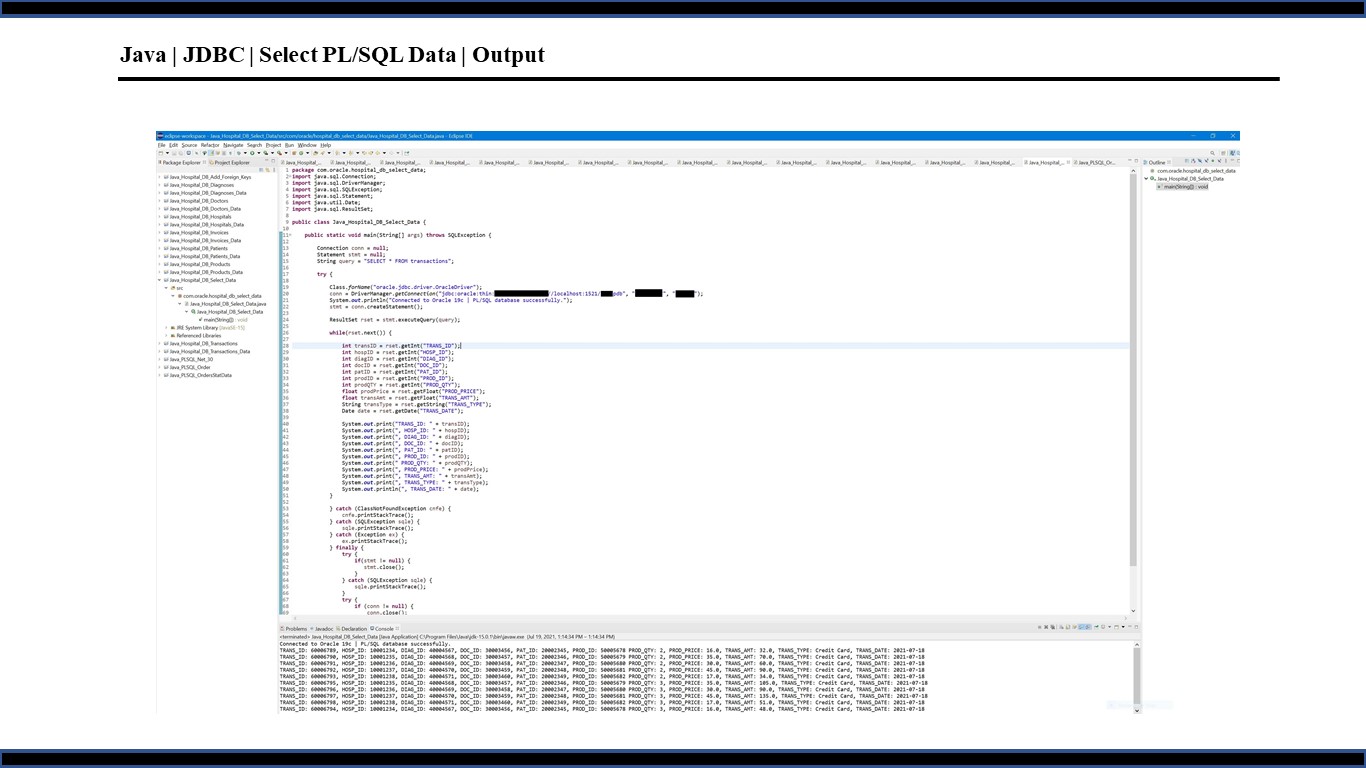 Java | JDBC | Select PL/SQL Data | Output
eclipse-workspace - Java_Hospital_DB_Select_Data/src/com/oracle/hospital_db_select_data/Java_Hospital_DB_Select_Data.java - Eclipse IDE
File Edit Source Refactor Navigate Search Project Run Window Help
Package Explorer Project Explorer
Java_Hospital_... Java_Hospital_... Java_Hospital_... Java_Hospital_... Java_Hospital_... Java_Hospital_... Java_Hospital_... Java_Hospital_... Java_Hospital_... Java_Hospital_... Java_Hospital_... Java_Hospital_... Java_Hospital_... Java_Hospital_... Java_Hospital_... Java_Hospital_... Java_PLSQL_Or...
Java_Hospital_DB_Add_Foreign_Keys
Java_Hospital_DB_Diagnoses
Java_Hospital_DB_Diagnoses_Data
Java_Hospital_DB_Doctors
Java_Hospital_DB_Doctors_Data
Java_Hospital_DB_Hospitals
Java_Hospital_DB_Hospitals_Data
Java_Hospital_DB_Invoices
Java_Hospital_DB_Invoices_Data
Java_Hospital_DB_Patients
Java_Hospital_DB_Patients_Data
Java_Hospital_DB_Products
Java_Hospital_DB_Products_Data
Java_Hospital_DB_Select_Data
src
com.oracle.hospital_db_select_data
Java_Hospital_DB_Select_Data.java
Java_Hospital_DB_Select_Data
main(String[]) : void
JRE System Library [JavaSE-15]
Referenced Libraries
Java_Hospital_DB_Transactions
Java_Hospital_DB_Transactions_Data
Java_PLSQL_Net_30
Java_PLSQL_Order
Java_PLSQL_OrdersStatData
1 package com.oracle.hospital_db_select_data;
2 import java.sql.Connection;
3 import java.sql.DriverManager;
4 import java.sql.SQLException;
5 import java.sql.Statement;
6 import java.util.Date;
7 import java.sql.ResultSet;
8
9 public class Java_Hospital_DB_Select_Data {
10
11 public static void main(String[] args) throws SQLException {
12
13 Connection conn = null;
14 Statement stmt = null;
15 String query = "SELECT * FROM transactions";
16
17 try {
18
19 Class.forName("oracle.jdbc.driver.OracleDriver");
20 conn = DriverManager.getConnection("jdbc:oracle:thin: /localhost:1521/ pdb", " ", " ");
21 System.out.println("Connected to Oracle 19c | PL/SQL database successfully.");
22 stmt = conn.createStatement();
23
24 ResultSet rset = stmt.executeQuery(query);
25
26 while(rset.next()) {
27
28 int transID = rset.getInt("TRANS_ID");
29 int hospID = rset.getInt("HOSP_ID");
30 int diagID = rset.getInt("DIAG_ID");
31 int docID = rset.getInt("DOC_ID");
32 int patID = rset.getInt("PAT_ID");
33 int prodID = rset.getInt("PROD_ID");
34 int prodQTY = rset.getInt("PROD_QTY");
35 float prodPrice = rset.getFloat("PROD_PRICE");
36 float transAmt = rset.getFloat("TRANS_AMT");
37 String transType = rset.getString("TRANS_TYPE");
38 Date date = rset.getDate("TRANS_DATE");
39
40 System.out.print("TRANS_ID: " + transID);
41 System.out.print(", HOSP_ID: " + hospID);
42 System.out.print(", DIAG_ID: " + diagID);
43 System.out.print(", DOC_ID: " + docID);
44 System.out.print(", PAT_ID: " + patID);
45 System.out.print(", PROD_ID: " + prodID);
46 System.out.print(" PROD_QTY: " + prodQTY);
47 System.out.print(", PROD_PRICE: " + prodPrice);
48 System.out.print(", TRANS_AMT: " + transAmt);
49 System.out.print(", TRANS_TYPE: " + transType);
50 System.out.println(", TRANS_DATE: " + date);
51 }
52
53 } catch (ClassNotFoundException cnfe) {
54 cnfe.printStackTrace();
55 } catch (SQLException sqle) {
56 sqle.printStackTrace();
57 } catch (Exception ex) {
58 ex.printStackTrace();
59 } finally {
60 try {
61 if(stmt != null) {
62 stmt.close();
63 }
64 } catch (SQLException sqle) {
65 sqle.printStackTrace();
66 }
67 try {
68 if (conn != null) {
69 conn.close();
Outline
com.oracle.hospital_db_select_data
Java_Hospital_DB_Select_Data
main(String[]) : void
Problems Javadoc Declaration Console
<terminated> Java_Hospital_DB_Select_Data [Java Application] C:\Program Files\Java\jdk-15.0.1\bin\javaw.exe (Jul 19, 2021, 1:14:34 PM – 1:14:34 PM)
Connected to Oracle 19c | PL/SQL database successfully.
TRANS_ID: 60006789, HOSP_ID: 10001234, DIAG_ID: 40004567, DOC_ID: 30003456, PAT_ID: 20002345, PROD_ID: 50005678 PROD_QTY: 2, PROD_PRICE: 16.0, TRANS_AMT: 32.0, TRANS_TYPE: Credit Card, TRANS_DATE: 2021-07-18
TRANS_ID: 60006790, HOSP_ID: 10001235, DIAG_ID: 40004568, DOC_ID: 30003457, PAT_ID: 20002346, PROD_ID: 50005679 PROD_QTY: 2, PROD_PRICE: 35.0, TRANS_AMT: 70.0, TRANS_TYPE: Credit Card, TRANS_DATE: 2021-07-18
TRANS_ID: 60006791, HOSP_ID: 10001236, DIAG_ID: 40004569, DOC_ID: 30003458, PAT_ID: 20002347, PROD_ID: 50005680 PROD_QTY: 2, PROD_PRICE: 30.0, TRANS_AMT: 60.0, TRANS_TYPE: Credit Card, TRANS_DATE: 2021-07-18
TRANS_ID: 60006792, HOSP_ID: 10001237, DIAG_ID: 40004570, DOC_ID: 30003459, PAT_ID: 20002348, PROD_ID: 50005681 PROD_QTY: 2, PROD_PRICE: 45.0, TRANS_AMT: 90.0, TRANS_TYPE: Credit Card, TRANS_DATE: 2021-07-18
TRANS_ID: 60006793, HOSP_ID: 10001238, DIAG_ID: 40004571, DOC_ID: 30003460, PAT_ID: 20002349, PROD_ID: 50005682 PROD_QTY: 2, PROD_PRICE: 17.0, TRANS_AMT: 34.0, TRANS_TYPE: Credit Card, TRANS_DATE: 2021-07-18
TRANS_ID: 60006795, HOSP_ID: 10001235, DIAG_ID: 40004568, DOC_ID: 30003457, PAT_ID: 20002346, PROD_ID: 50005679 PROD_QTY: 3, PROD_PRICE: 35.0, TRANS_AMT: 105.0, TRANS_TYPE: Credit Card, TRANS_DATE: 2021-07-18
TRANS_ID: 60006796, HOSP_ID: 10001236, DIAG_ID: 40004569, DOC_ID: 30003458, PAT_ID: 20002347, PROD_ID: 50005680 PROD_QTY: 3, PROD_PRICE: 30.0, TRANS_AMT: 90.0, TRANS_TYPE: Credit Card, TRANS_DATE: 2021-07-18
TRANS_ID: 60006797, HOSP_ID: 10001237, DIAG_ID: 40004570, DOC_ID: 30003459, PAT_ID: 20002348, PROD_ID: 50005681 PROD_QTY: 3, PROD_PRICE: 45.0, TRANS_AMT: 135.0, TRANS_TYPE: Credit Card, TRANS_DATE: 2021-07-18
TRANS_ID: 60006798, HOSP_ID: 10001238, DIAG_ID: 40004571, DOC_ID: 30003460, PAT_ID: 20002349, PROD_ID: 50005682 PROD_QTY: 3, PROD_PRICE: 17.0, TRANS_AMT: 51.0, TRANS_TYPE: Credit Card, TRANS_DATE: 2021-07-18
TRANS_ID: 60006794, HOSP_ID: 10001234, DIAG_ID: 40004567, DOC_ID: 30003456, PAT_ID: 20002345, PROD_ID: 50005678 PROD_QTY: 3, PROD_PRICE: 16.0, TRANS_AMT: 48.0, TRANS_TYPE: Credit Card, TRANS_DATE: 2021-07-18